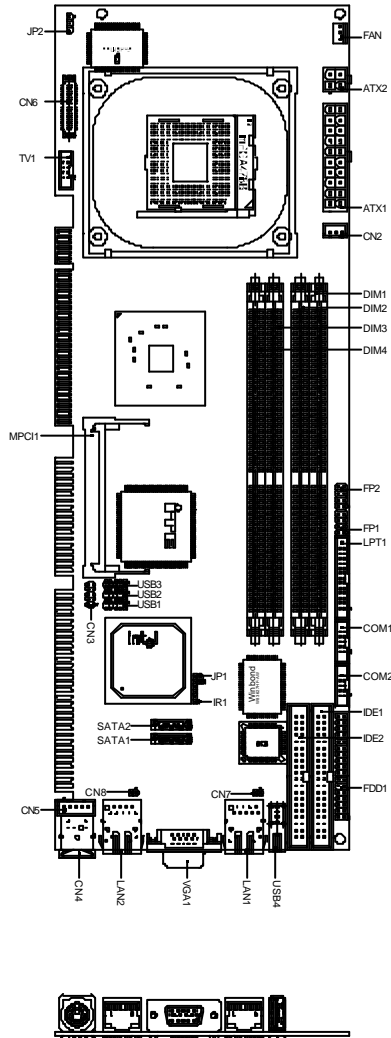 JP2
FAN
CN6
ATX2
TV1
ATX1
CN2
DIM1
DIM2
DIM3
DIM4
MPCI1
FP2
FP1
LPT1
USB3
USB2
USB1
CN3
intel
COM1
JP1
Winbond
COM2
IR1
IDE1
SATA2
IDE2
SATA1
FDD1
CN8
CN7
CN5
CN4
LAN2
VGA1
LAN1
USB4